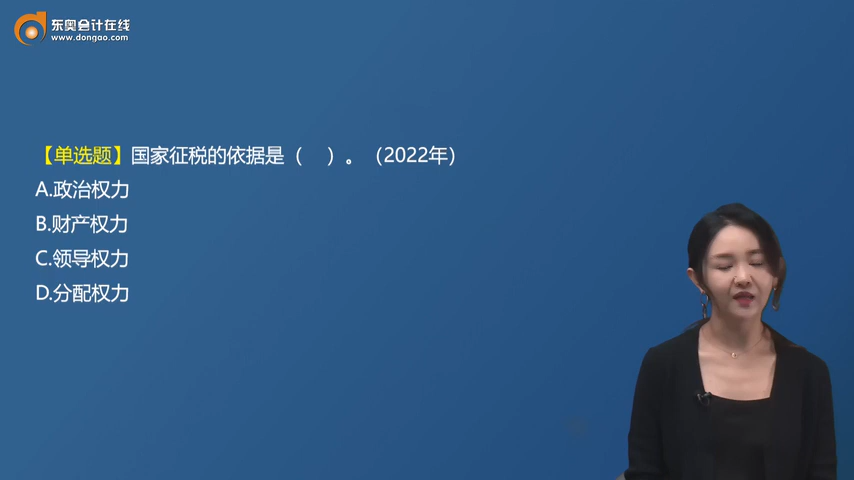 东奥会计在线
www.dongao.com
【单选题】国家征税的依据是（　）。（2022年）
A.政治权力
B.财产权力
C.领导权力
D.分配权力